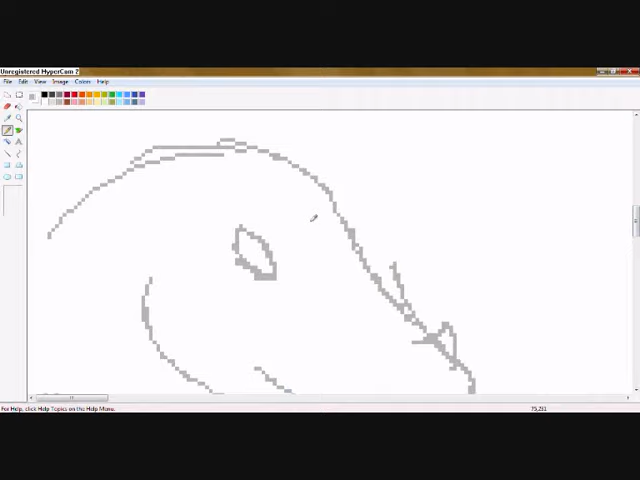 Unregistered HyperCam 2
File Edit View Image Colors Help
For Help, click Help Topics on the Help Menu.